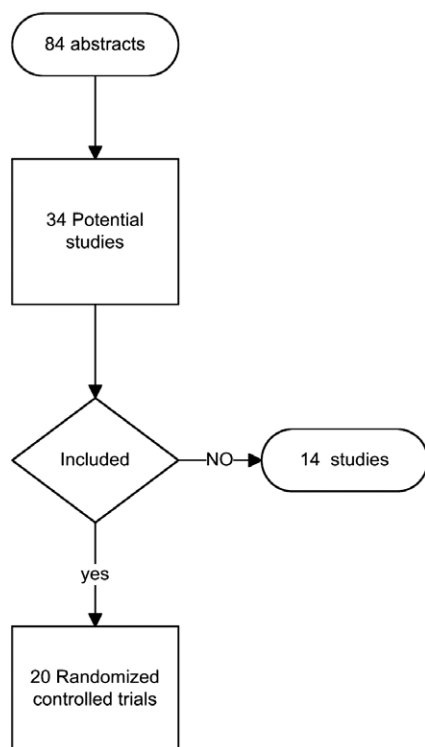 84 abstracts
34 Potential
studies
Included
NO
14 studies
yes
20 Randomized
controlled trials